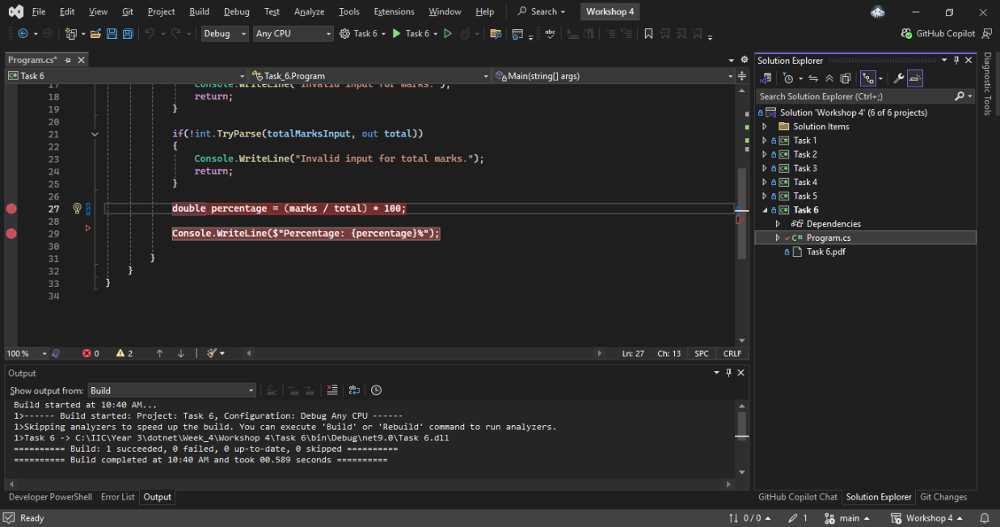 File Edit View Git Project Build Debug Test Analyze Tools Extensions Window Help Search Workshop 4
Debug Any CPU Task 6 Task 6 GitHub Copilot
Program.cs*
Task 6 Task_6.Program Main(string[] args)
17 Console.WriteLine("Invalid input for marks.");
18 return;
19 }
20
21 if(!int.TryParse(totalMarksInput, out total))
22 {
23 Console.WriteLine("Invalid input for total marks.");
24 return;
25 }
26
27 double percentage = (marks / total) * 100;
28
29 Console.WriteLine($"Percentage: {percentage}%");
30
31 }
32 }
33 }
34
100 % 0 2 Ln: 27 Ch: 13 SPC CRLF
Output
Show output from: Build
Build started at 10:40 AM...
1>------ Build started: Project: Task 6, Configuration: Debug Any CPU ------
1>Skipping analyzers to speed up the build. You can execute 'Build' or 'Rebuild' command to run analyzers.
1>Task 6 -> C:\IIC\Year 3\dotnet\Week_4\Workshop 4\Task 6\bin\Debug\net9.0\Task 6.dll
========== Build: 1 succeeded, 0 failed, 0 up-to-date, 0 skipped ==========
========== Build completed at 10:40 AM and took 00.589 seconds ==========
Developer PowerShell Error List Output
Solution Explorer
Search Solution Explorer (Ctrl+;)
Solution 'Workshop 4' (6 of 6 projects)
Solution Items
C# Task 1
C# Task 2
C# Task 3
C# Task 4
C# Task 5
C# Task 6
Dependencies
C# Program.cs
Task 6.pdf
GitHub Copilot Chat Solution Explorer Git Changes
Diagnostic Tools
Ready 0 / 0 1 main Workshop 4